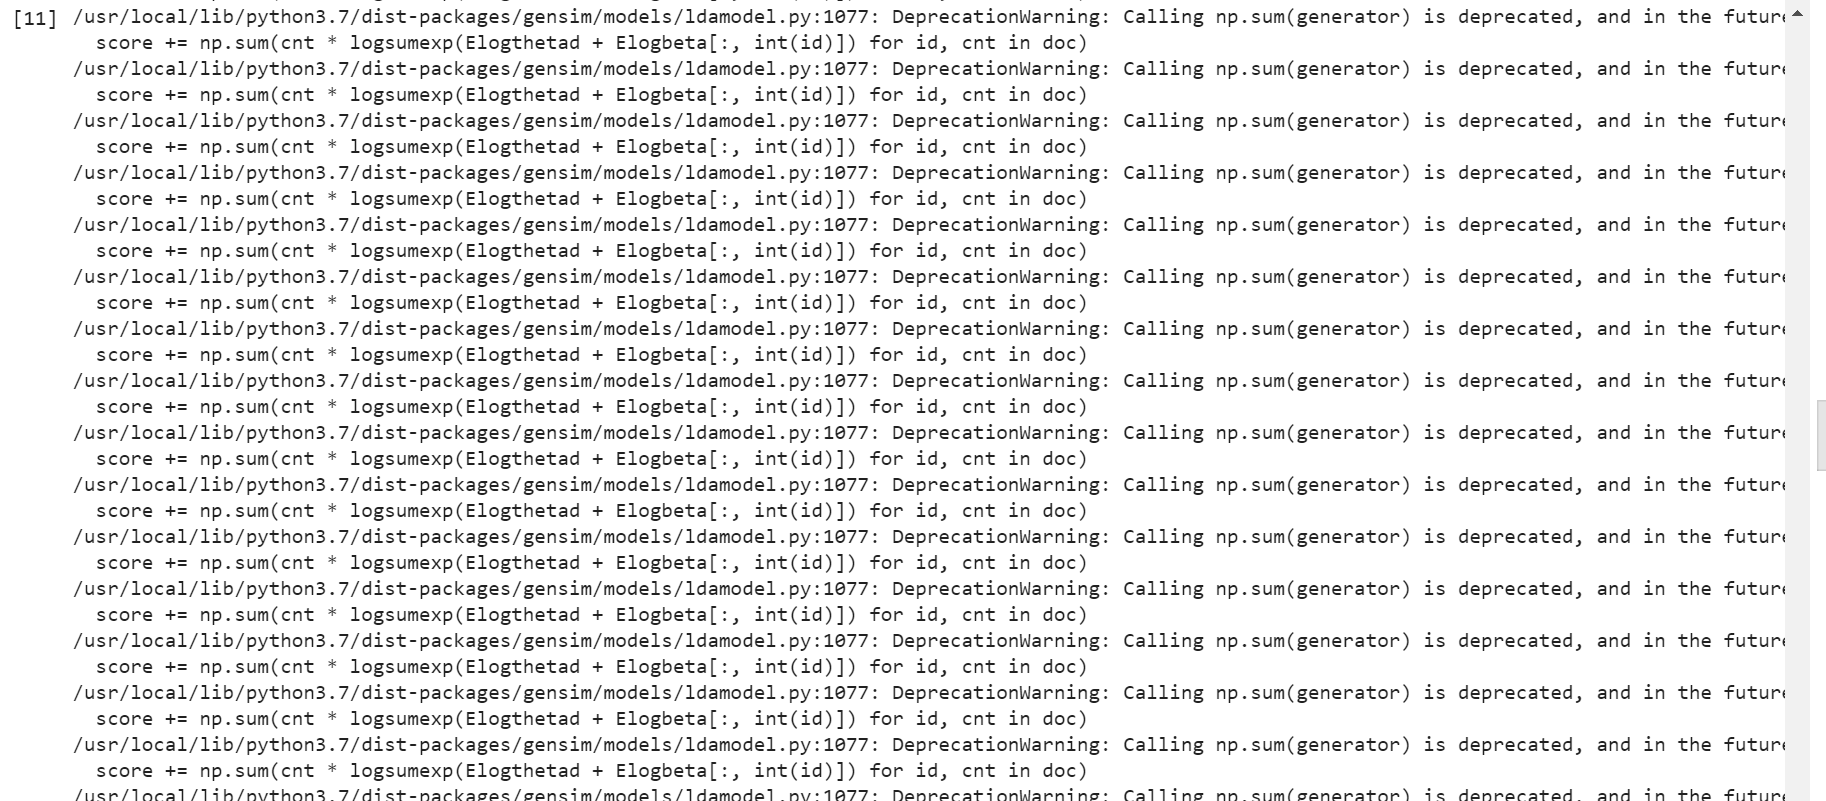 [11] /usr/local/lib/python3.7/dist-packages/gensim/models/ldamodel.py:1077: DeprecationWarning: Calling np.sum(generator) is deprecated, and in the future
score += np.sum(cnt * logsumexp(Elogthetad + Elogbeta[:, int(id)]) for id, cnt in doc)
/usr/local/lib/python3.7/dist-packages/gensim/models/ldamodel.py:1077: DeprecationWarning: Calling np.sum(generator) is deprecated, and in the future
score += np.sum(cnt * logsumexp(Elogthetad + Elogbeta[:, int(id)]) for id, cnt in doc)
/usr/local/lib/python3.7/dist-packages/gensim/models/ldamodel.py:1077: DeprecationWarning: Calling np.sum(generator) is deprecated, and in the future
score += np.sum(cnt * logsumexp(Elogthetad + Elogbeta[:, int(id)]) for id, cnt in doc)
/usr/local/lib/python3.7/dist-packages/gensim/models/ldamodel.py:1077: DeprecationWarning: Calling np.sum(generator) is deprecated, and in the future
score += np.sum(cnt * logsumexp(Elogthetad + Elogbeta[:, int(id)]) for id, cnt in doc)
/usr/local/lib/python3.7/dist-packages/gensim/models/ldamodel.py:1077: DeprecationWarning: Calling np.sum(generator) is deprecated, and in the future
score += np.sum(cnt * logsumexp(Elogthetad + Elogbeta[:, int(id)]) for id, cnt in doc)
/usr/local/lib/python3.7/dist-packages/gensim/models/ldamodel.py:1077: DeprecationWarning: Calling np.sum(generator) is deprecated, and in the future
score += np.sum(cnt * logsumexp(Elogthetad + Elogbeta[:, int(id)]) for id, cnt in doc)
/usr/local/lib/python3.7/dist-packages/gensim/models/ldamodel.py:1077: DeprecationWarning: Calling np.sum(generator) is deprecated, and in the future
score += np.sum(cnt * logsumexp(Elogthetad + Elogbeta[:, int(id)]) for id, cnt in doc)
/usr/local/lib/python3.7/dist-packages/gensim/models/ldamodel.py:1077: DeprecationWarning: Calling np.sum(generator) is deprecated, and in the future
score += np.sum(cnt * logsumexp(Elogthetad + Elogbeta[:, int(id)]) for id, cnt in doc)
/usr/local/lib/python3.7/dist-packages/gensim/models/ldamodel.py:1077: DeprecationWarning: Calling np.sum(generator) is deprecated, and in the future
score += np.sum(cnt * logsumexp(Elogthetad + Elogbeta[:, int(id)]) for id, cnt in doc)
/usr/local/lib/python3.7/dist-packages/gensim/models/ldamodel.py:1077: DeprecationWarning: Calling np.sum(generator) is deprecated, and in the future
score += np.sum(cnt * logsumexp(Elogthetad + Elogbeta[:, int(id)]) for id, cnt in doc)
/usr/local/lib/python3.7/dist-packages/gensim/models/ldamodel.py:1077: DeprecationWarning: Calling np.sum(generator) is deprecated, and in the future
score += np.sum(cnt * logsumexp(Elogthetad + Elogbeta[:, int(id)]) for id, cnt in doc)
/usr/local/lib/python3.7/dist-packages/gensim/models/ldamodel.py:1077: DeprecationWarning: Calling np.sum(generator) is deprecated, and in the future
score += np.sum(cnt * logsumexp(Elogthetad + Elogbeta[:, int(id)]) for id, cnt in doc)
/usr/local/lib/python3.7/dist-packages/gensim/models/ldamodel.py:1077: DeprecationWarning: Calling np.sum(generator) is deprecated, and in the future
score += np.sum(cnt * logsumexp(Elogthetad + Elogbeta[:, int(id)]) for id, cnt in doc)
/usr/local/lib/python3.7/dist-packages/gensim/models/ldamodel.py:1077: DeprecationWarning: Calling np.sum(generator) is deprecated, and in the future
score += np.sum(cnt * logsumexp(Elogthetad + Elogbeta[:, int(id)]) for id, cnt in doc)
/usr/local/lib/python3.7/dist-packages/gensim/models/ldamodel.py:1077: DeprecationWarning: Calling np.sum(generator) is deprecated, and in the future
score += np.sum(cnt * logsumexp(Elogthetad + Elogbeta[:, int(id)]) for id, cnt in doc)
/usr/local/lib/python3.7/dist-packages/gensim/models/ldamodel.py:1077: DeprecationWarning: Calling np.sum(generator) is deprecated, and in the future